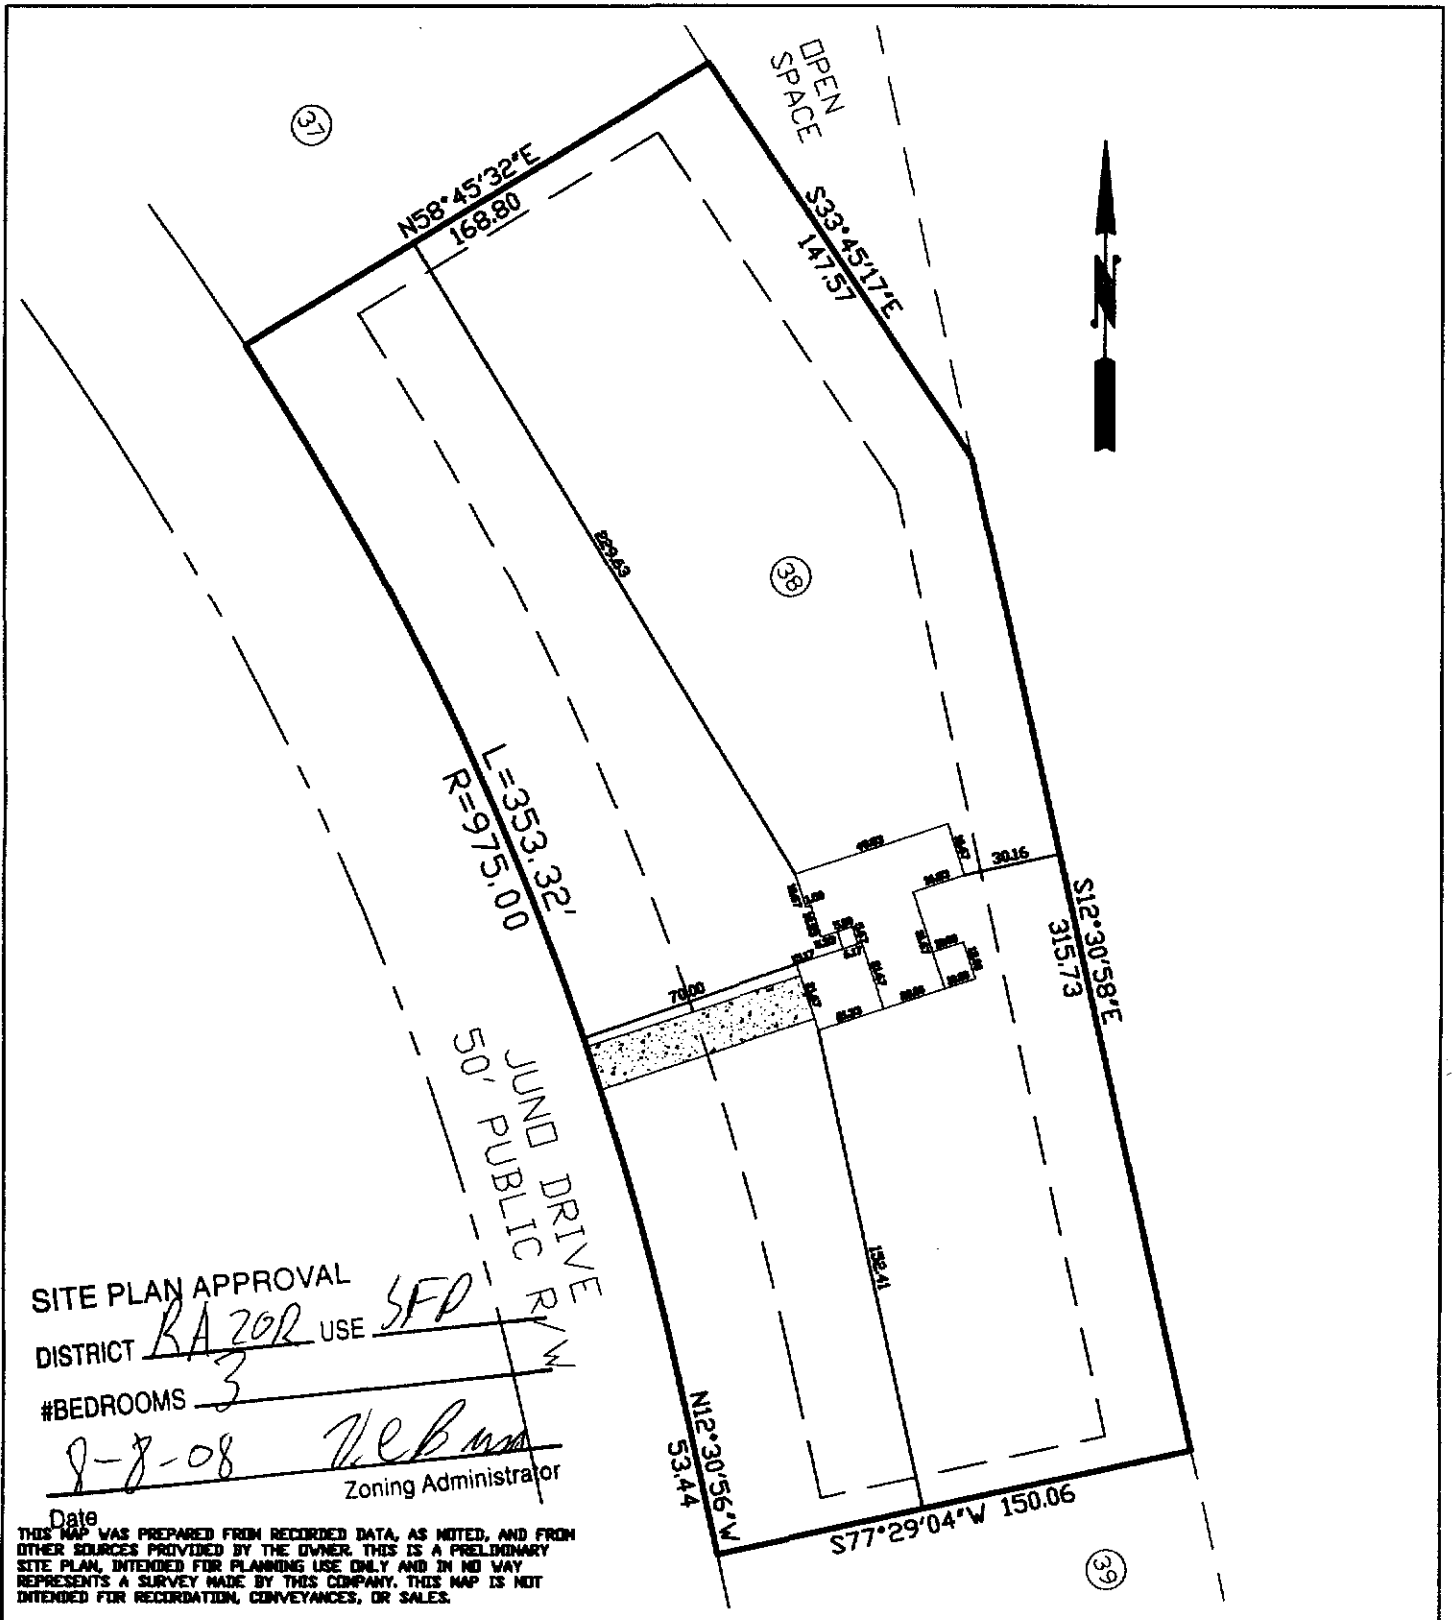 OPEN
SPACE
37
N58°45'32"E
168.80
S33°45'17"E
147.57
N
229.63
38
L=353.32'
R=975.00
30.16
S12°30'58"E
315.73
70.00
JUNO DRIVE
50' PUBLIC R/W
152.41
N12°30'56"W
53.44
S77°29'04"W 150.06
39
SITE PLAN APPROVAL
DISTRICT RA 20R USE SFD
#BEDROOMS 3
8-8-08
Date
Zoning Administrator
THIS MAP WAS PREPARED FROM RECORDED DATA, AS NOTED, AND FROM
OTHER SOURCES PROVIDED BY THE OWNER. THIS IS A PRELIMINARY
SITE PLAN, INTENDED FOR PLANNING USE ONLY AND IN NO WAY
REPRESENTS A SURVEY MADE BY THIS COMPANY. THIS MAP IS NOT
INTENDED FOR RECORDATION, CONVEYANCES, OR SALES.